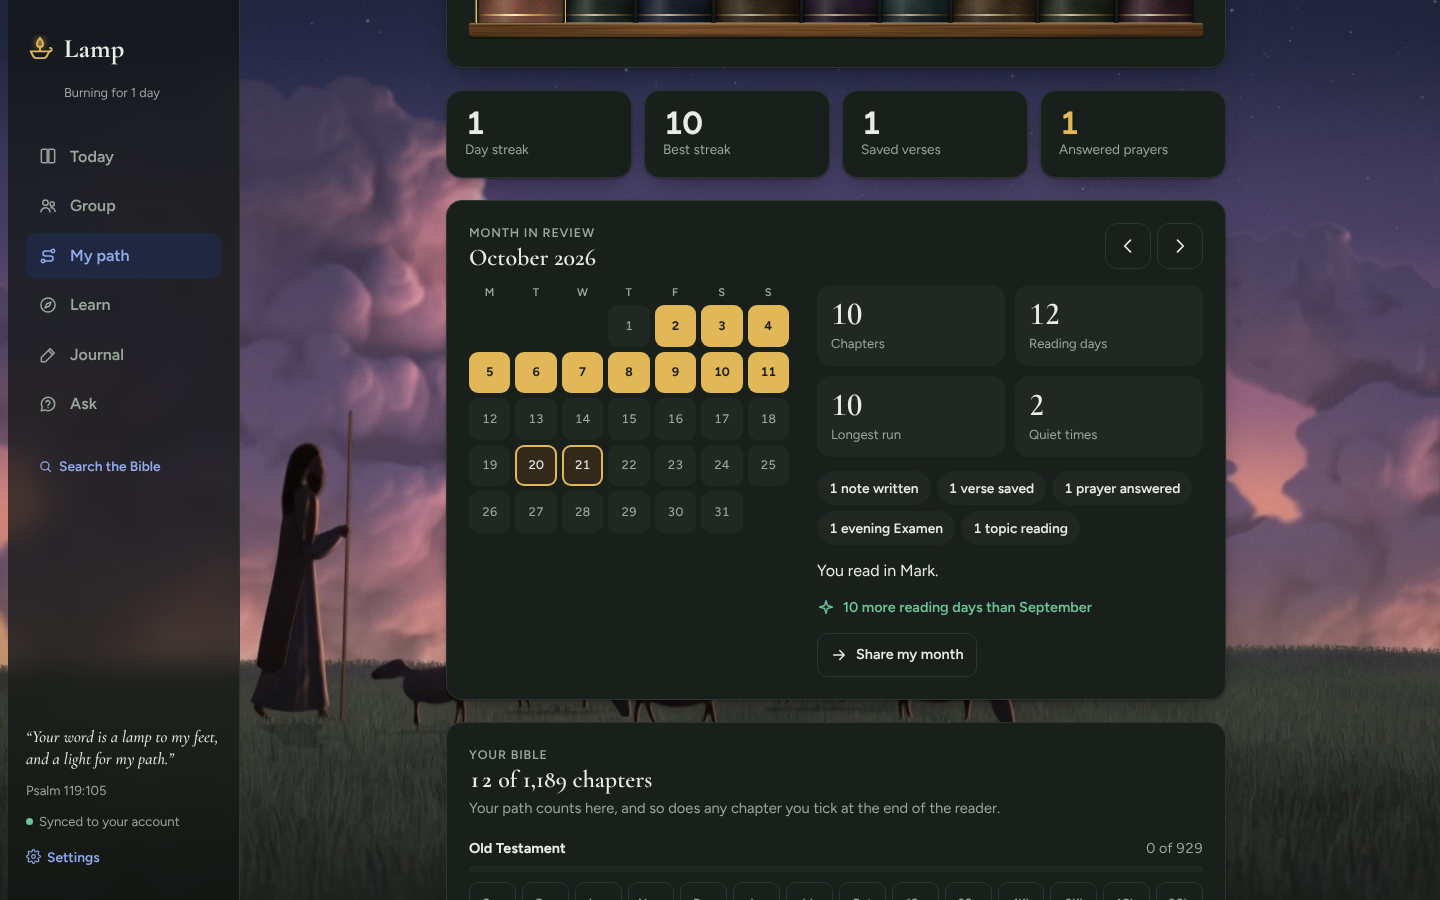 Lamp
Burning for 1 day
Today
Group
My path
Learn
Journal
Ask
Search the Bible
“Your word is a lamp to my feet,
and a light for my path.”
Psalm 119:105
Synced to your account
Settings
1
Day streak
10
Best streak
1
Saved verses
1
Answered prayers
MONTH IN REVIEW
October 2026
M T W T F S S
1 2 3 4
5 6 7 8 9 10 11
12 13 14 15 16 17 18
19 20 21 22 23 24 25
26 27 28 29 30 31
10
Chapters
12
Reading days
10
Longest run
2
Quiet times
1 note written
1 verse saved
1 prayer answered
1 evening Examen
1 topic reading
You read in Mark.
10 more reading days than September
Share my month
YOUR BIBLE
12 of 1,189 chapters
Your path counts here, and so does any chapter you tick at the end of the reader.
Old Testament
0 of 929